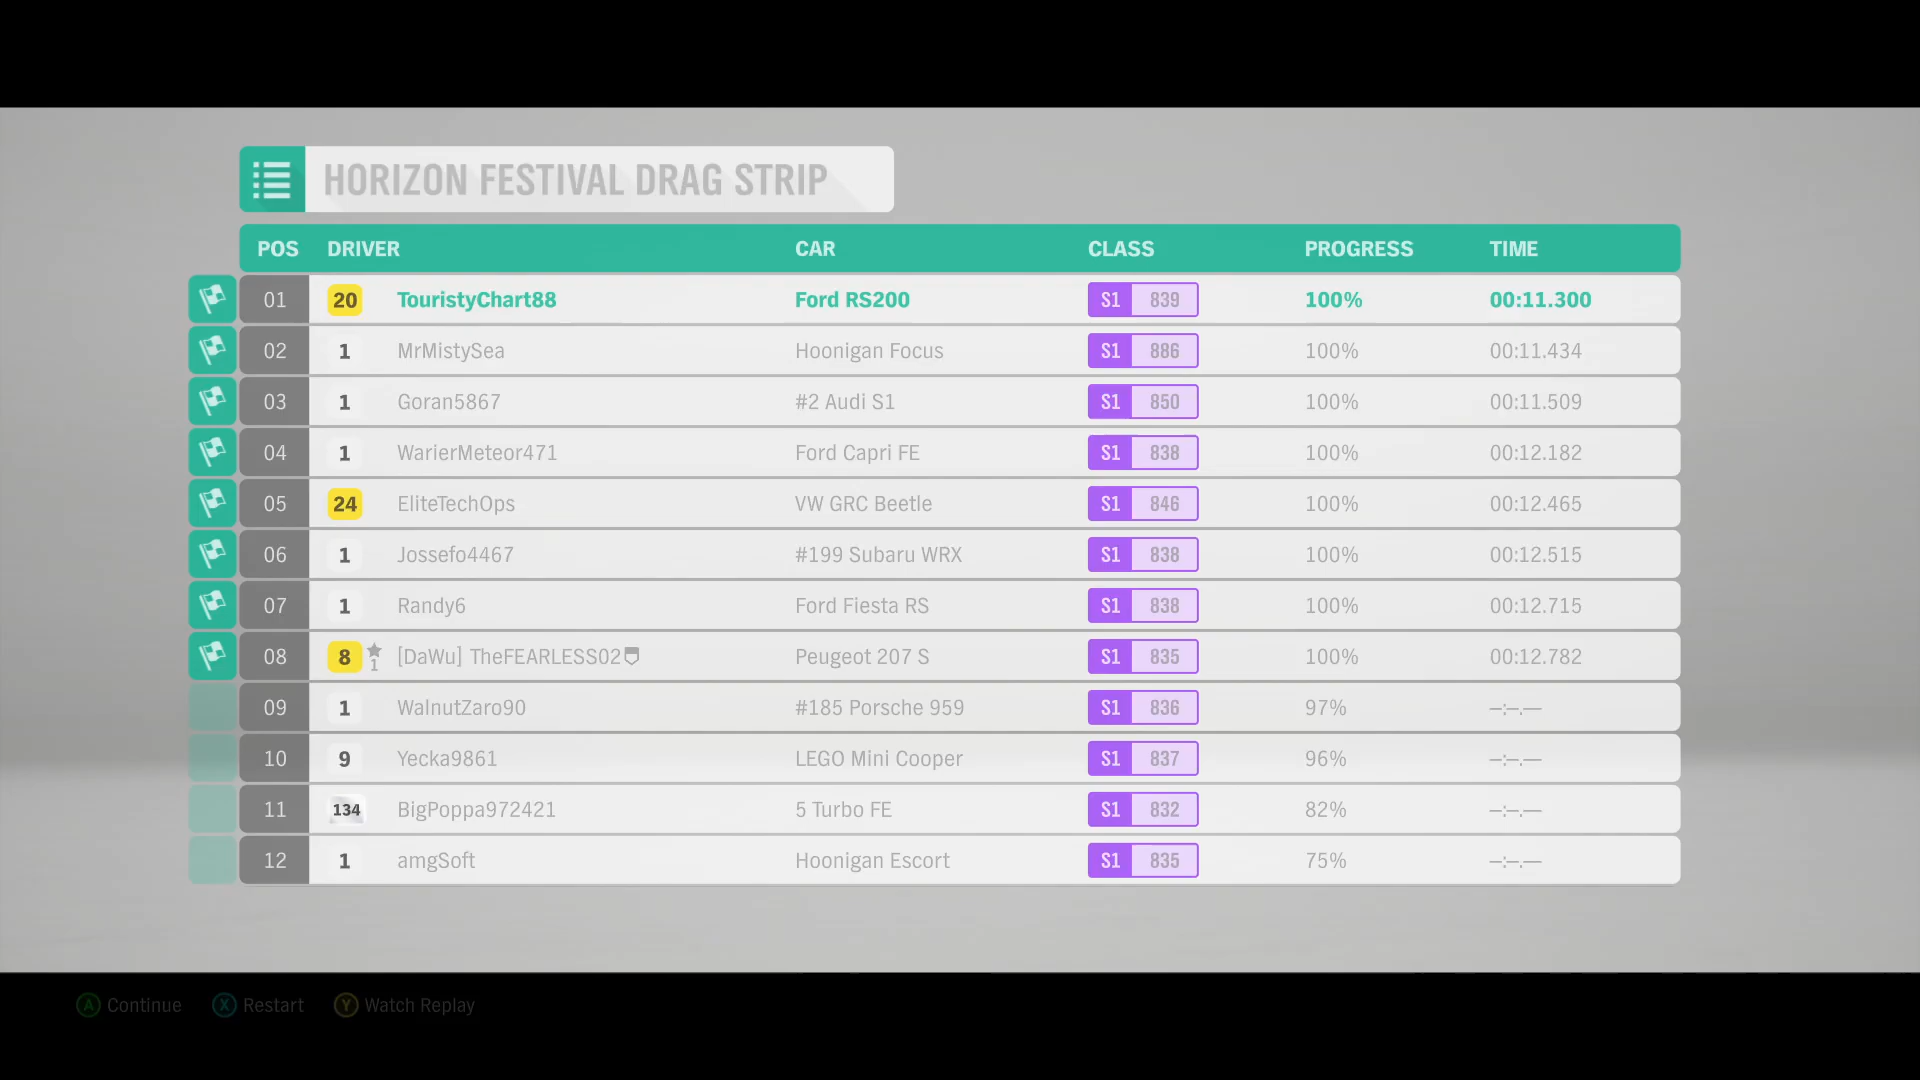 HORIZON FESTIVAL DRAG STRIP
POS DRIVER CAR CLASS PROGRESS TIME
01 20 TouristyChart88 Ford RS200 S1 839 100% 00:11.300
02 1 MrMistySea Hoonigan Focus S1 886 100% 00:11.434
03 1 Goran5867 #2 Audi S1 S1 850 100% 00:11.509
04 1 WarierMeteor471 Ford Capri FE S1 838 100% 00:12.182
05 24 EliteTechOps VW GRC Beetle S1 846 100% 00:12.465
06 1 Jossefo4467 #199 Subaru WRX S1 838 100% 00:12.515
07 1 Randy6 Ford Fiesta RS S1 838 100% 00:12.715
08 8 1 [DaWu] TheFEARLESS02 Peugeot 207 S S1 835 100% 00:12.782
09 1 WalnutZaro90 #185 Porsche 959 S1 836 97% –:–.––
10 9 Yecka9861 LEGO Mini Cooper S1 837 96% –:–.––
11 134 BigPoppa972421 5 Turbo FE S1 832 82% –:–.––
12 1 amgSoft Hoonigan Escort S1 835 75% –:–.––
A Continue X Restart Y Watch Replay